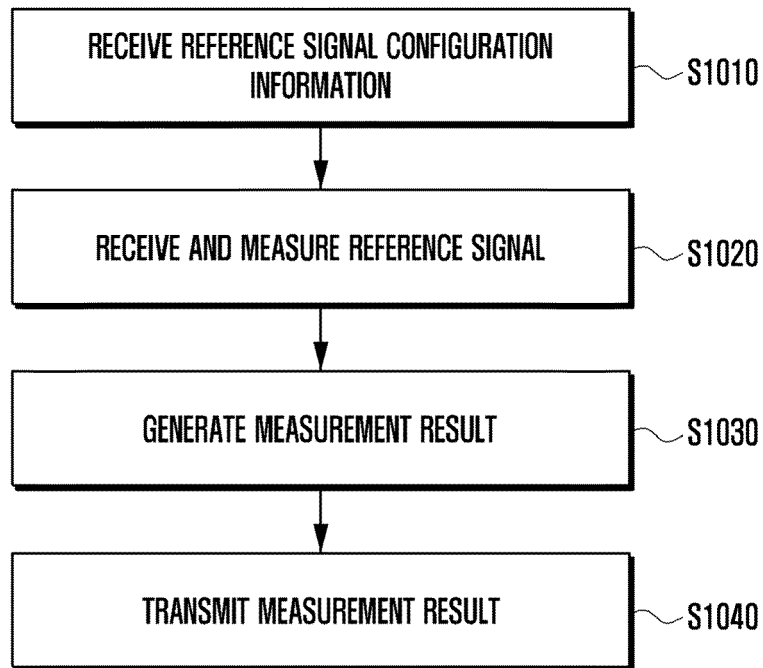 RECEIVE REFERENCE SIGNAL CONFIGURATION
INFORMATION
S1010
RECEIVE AND MEASURE REFERENCE SIGNAL
S1020
GENERATE MEASUREMENT RESULT
S1030
TRANSMIT MEASUREMENT RESULT
S1040